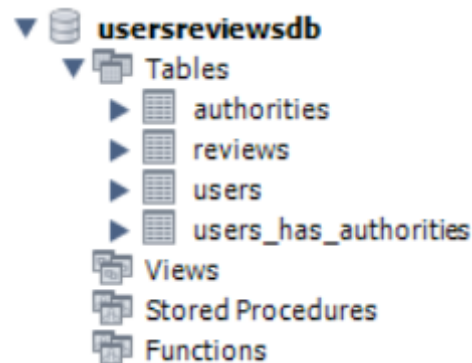 usersreviewsdb
Tables
authorities
reviews
users
users_has_authorities
Views
Stored Procedures
Functions